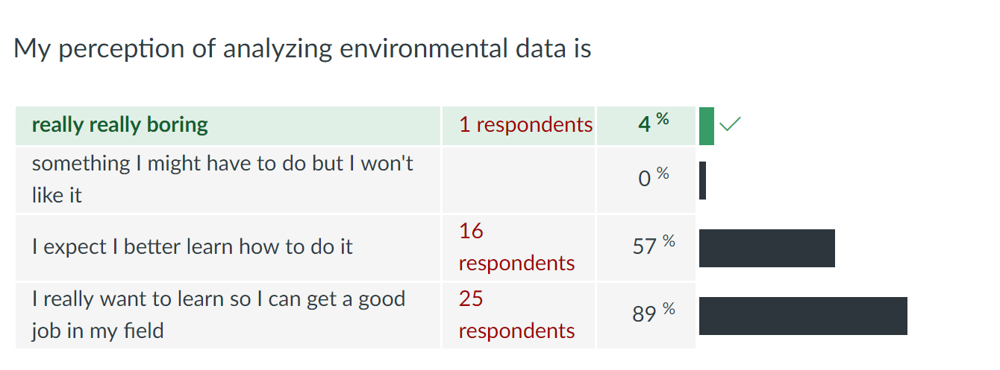 My perception of analyzing environmental data is
really really boring 1 respondents 4 %
something I might have to do but I won't
like it
0 %
I expect I better learn how to do it
16
respondents
57 %
I really want to learn so I can get a good
job in my field
25
respondents
89 %